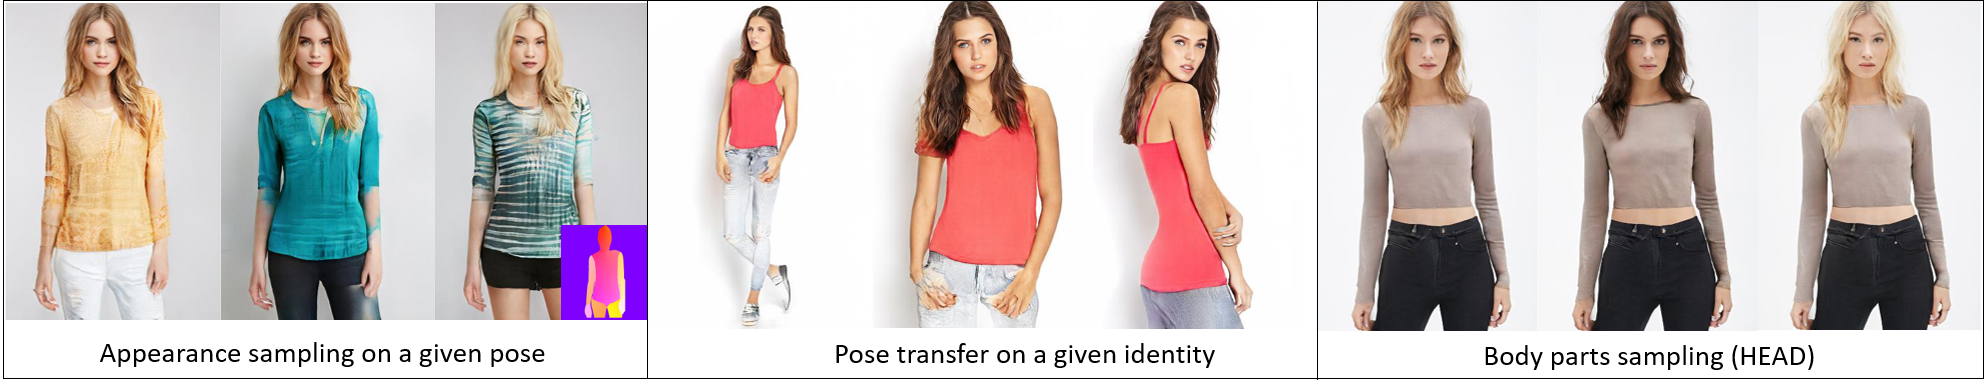 Appearance sampling on a given pose
Pose transfer on a given identity
Body parts sampling (HEAD)